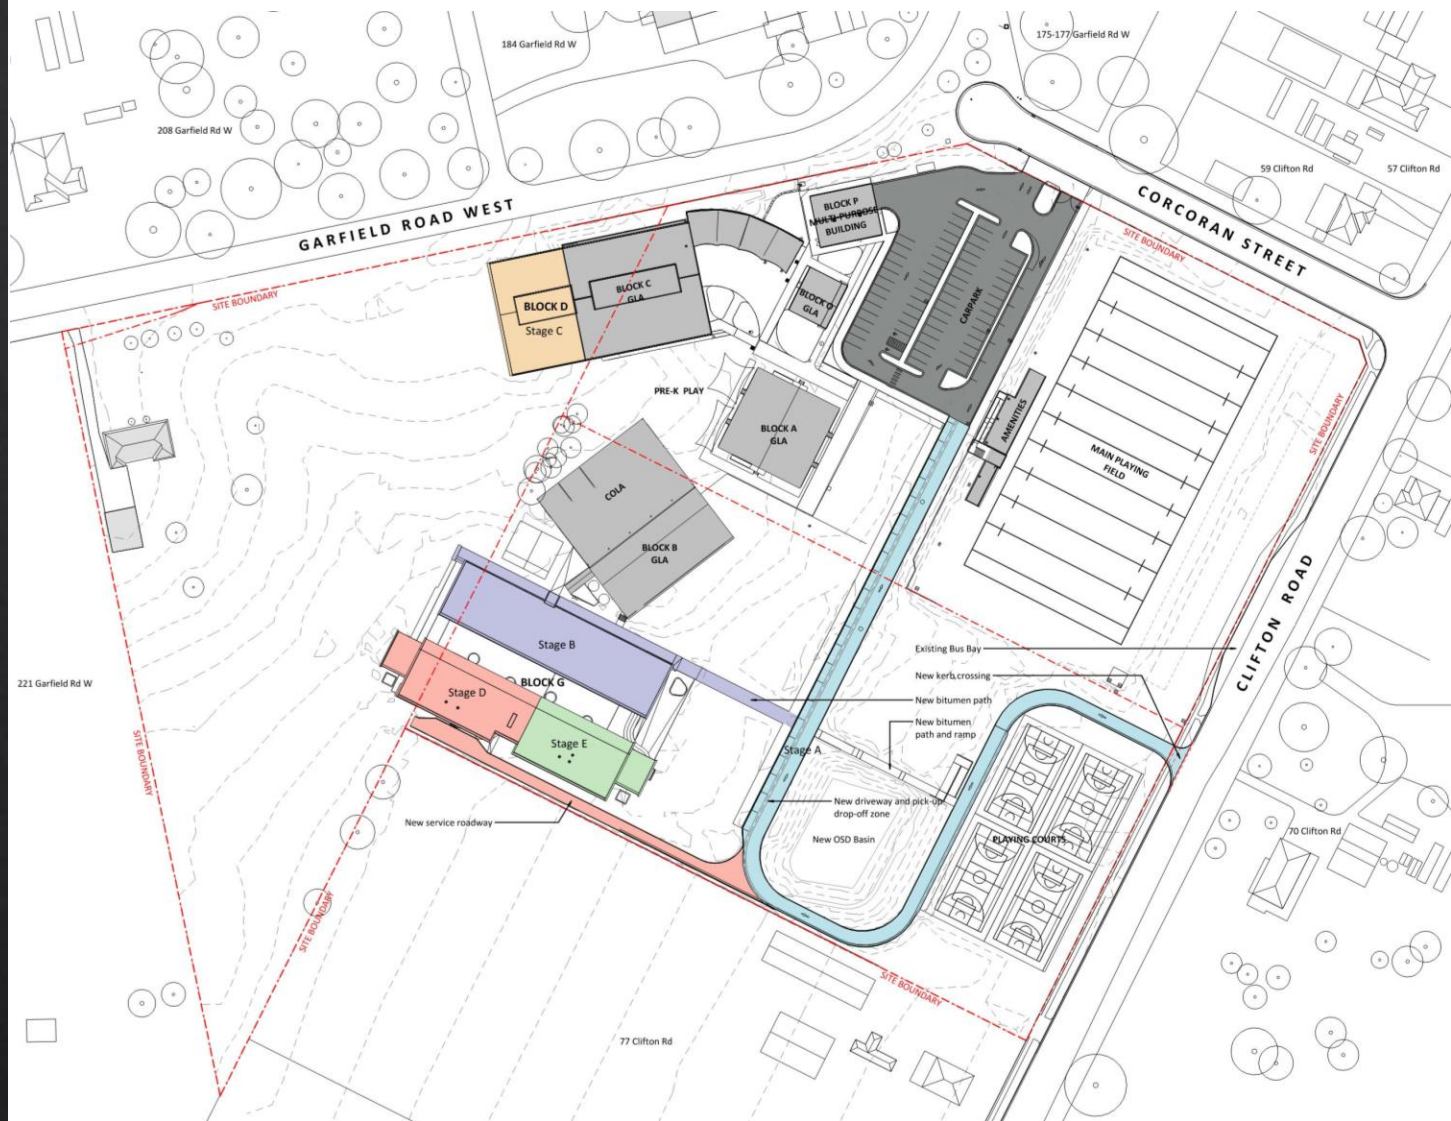 184 Garfield Rd W
175-177 Garfield Rd W
208 Garfield Rd W
59 Clifton Rd
57 Clifton Rd
CORCORAN STREET
GARFIELD ROAD WEST
BLOCK P
MULTI-PURPOSE
BUILDING
SITE BOUNDARY
SITE BOUNDARY
BLOCK C
GLA
BLOCK D
Stage C
BLOCK O
GLA
CARPARK
PRE-K PLAY
BLOCK A
GLA
AMENITIES
MAIN PLAYING
FIELD
SITE BOUNDARY
COLA
BLOCK B
GLA
CLIFTON ROAD
Stage B
Existing Bus Bay
New kerb crossing
New bitumen path
New bitumen
path and ramp
221 Garfield Rd W
BLOCK G
Stage D
Stage E
Stage A
SITE BOUNDARY
New driveway and pick-up/
drop-off zone
New service roadway
New OSD Basin
PLAYING COURTS
70 Clifton Rd
SITE BOUNDARY
SITE BOUNDARY
77 Clifton Rd